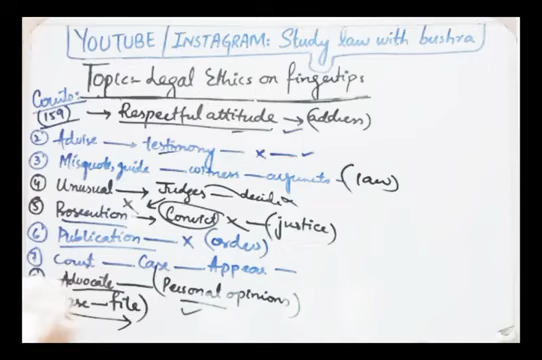 YOUTUBE/INSTAGRAM: Study law with bushra
Topic= Legal Ethics on fingertips
Courts:
(159) → Respectful attitude → (address)
② Advise → testimony — x — ✓
③ Misquote, guide — witness — arguments — (law)
④ Unusual → Judges — decide x
⑤ Prosecution → Convict x — (justice)
⑥ Publication — x (orders)
⑦ Court — Case — Appear —
Advocate — (Personal opinions)
— file)